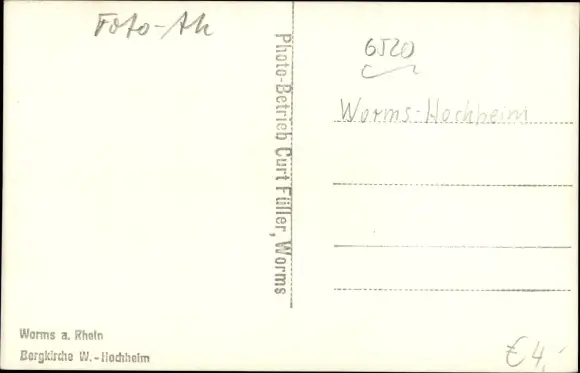 Foto-Ak
6520
Worms-Hochheim
Photo-Betrieb Curt Füller, Worms
Worms a. Rhein
Bergkirche W.-Hochheim
€ 4,-